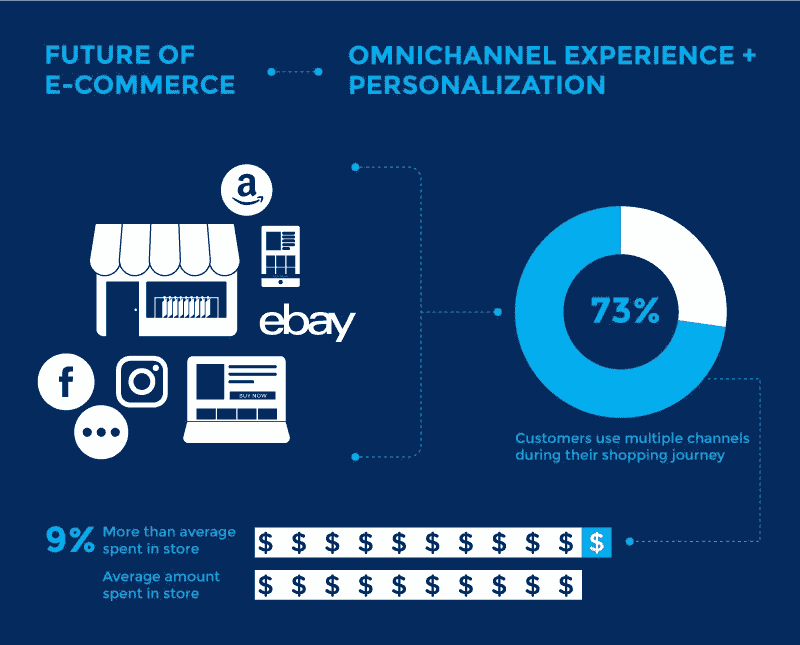 FUTURE OF
E-COMMERCE
OMNICHANNEL EXPERIENCE +
PERSONALIZATION
a
ebay
f
BUY NOW
73%
Customers use multiple channels
during their shopping journey
9%
More than average
spent in store
$ $ $ $ $ $ $ $ $ $ $
Average amount
spent in store
$ $ $ $ $ $ $ $ $ $